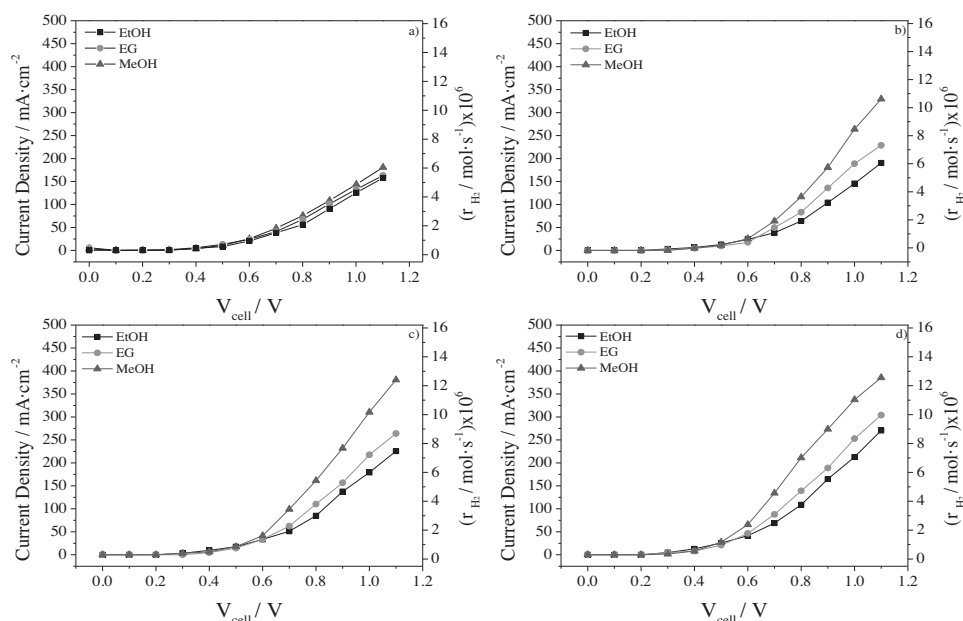 a)
EtOH
EG
MeOH
500
450
400
350
300
250
200
150
100
50
0
Current Density / mA·cm⁻²
16
14
12
10
8
6
4
2
0
(r H₂ / mol·s⁻¹)x10⁶
0.0 0.2 0.4 0.6 0.8 1.0 1.2
V_cell / V
b)
EtOH
EG
MeOH
500
450
400
350
300
250
200
150
100
50
0
Current Density / mA·cm⁻²
16
14
12
10
8
6
4
2
0
(r H₂ / mol·s⁻¹)x10⁶
0.0 0.2 0.4 0.6 0.8 1.0 1.2
V_cell / V
c)
EtOH
EG
MeOH
500
450
400
350
300
250
200
150
100
50
0
Current Density / mA·cm⁻²
16
14
12
10
8
6
4
2
0
(r H₂ / mol·s⁻¹)x10⁶
0.0 0.2 0.4 0.6 0.8 1.0 1.2
V_cell / V
d)
EtOH
EG
MeOH
500
450
400
350
300
250
200
150
100
50
0
Current Density / mA·cm⁻²
16
14
12
10
8
6
4
2
0
(r H₂ / mol·s⁻¹)x10⁶
0.0 0.2 0.4 0.6 0.8 1.0 1.2
V_cell / V